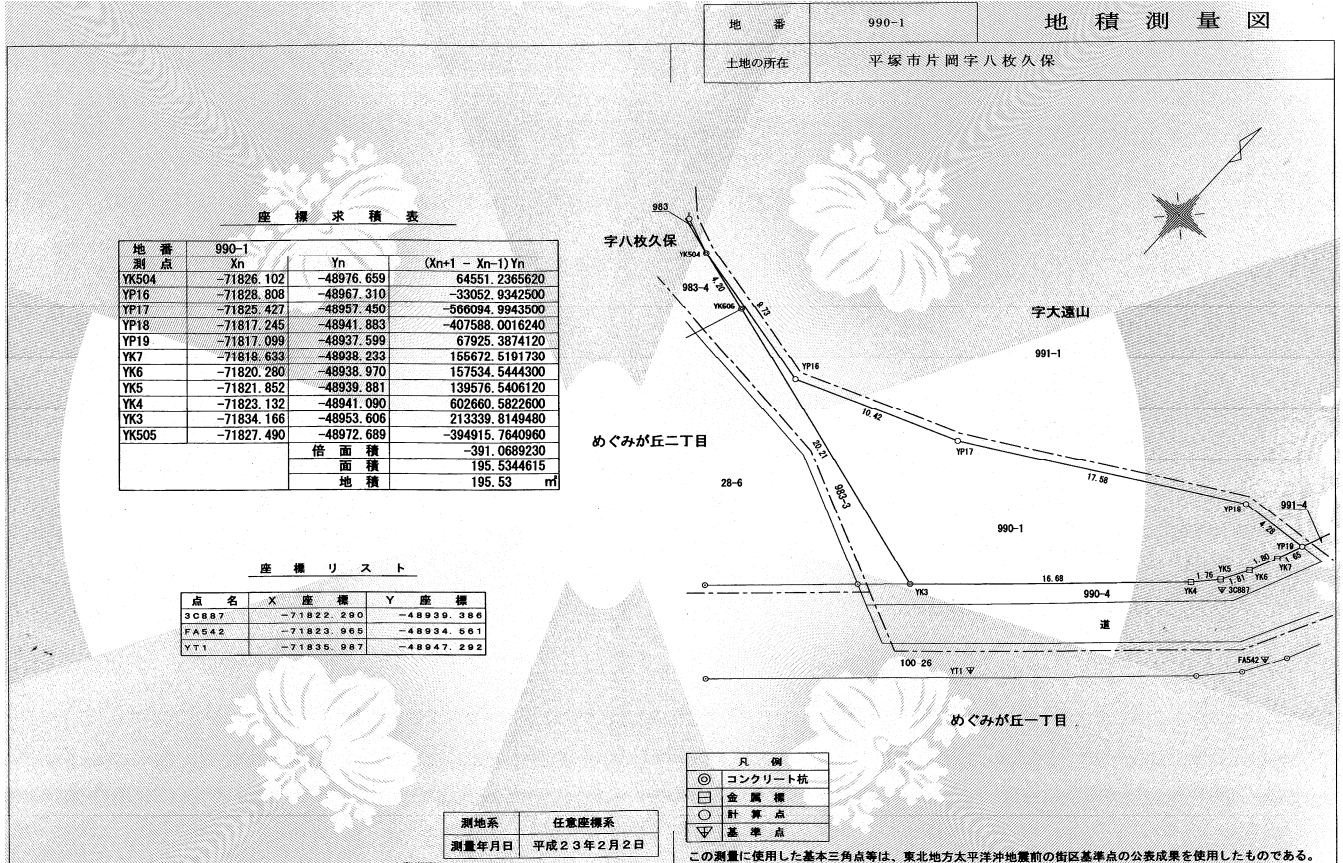 地番 990-1 地積測量図
土地の所在 平塚市片岡字八枚久保
座標求積表
地番 990-1
測点 Xn Yn (Xn+1 - Xn-1)Yn
YK504 -71826.102 -48976.659 64551.2365620
YP16 -71828.808 -48967.310 -33052.9342500
YP17 -71825.427 -48957.450 -566094.9943500
YP18 -71817.245 -48941.883 -407588.0016240
YP19 -71817.099 -48937.599 67925.3874120
YK7 -71818.633 -48938.233 155672.5191730
YK6 -71820.280 -48938.970 157534.5444300
YK5 -71821.852 -48939.881 139576.5406120
YK4 -71823.132 -48941.090 602660.5822600
YK3 -71834.166 -48953.606 213339.8149480
YK505 -71827.490 -48972.689 -394915.7640960
倍面積 -391.0689230
面積 195.5344615
地積 195.53 ㎡
座標リスト
点名 X座標 Y座標
3C887 -71822.290 -48939.386
FA542 -71823.965 -48934.561
YT1 -71835.987 -48947.292
983
字八枚久保
YK504
983-4
4.20
YK505
9.73
字大遠山
991-1
YP16
10.42
めぐみが丘二丁目
20.21
YP17
17.58
28-6
983-3
YP18
991-4
4.28
990-1
YP19
1.80
1.65
YK5
YK7
16.68
1.76
1.81
YK6
YK3
YK4
3C887
990-4
道
100-26
YT1
FA542
めぐみが丘一丁目
凡例
コンクリート杭
金属標
計算点
基準点
測地系 任意座標系
測量年月日 平成23年2月2日
この測量に使用した基本三角点等は、東北地方太平洋沖地震前の街区基準点の公表成果を使用したものである。